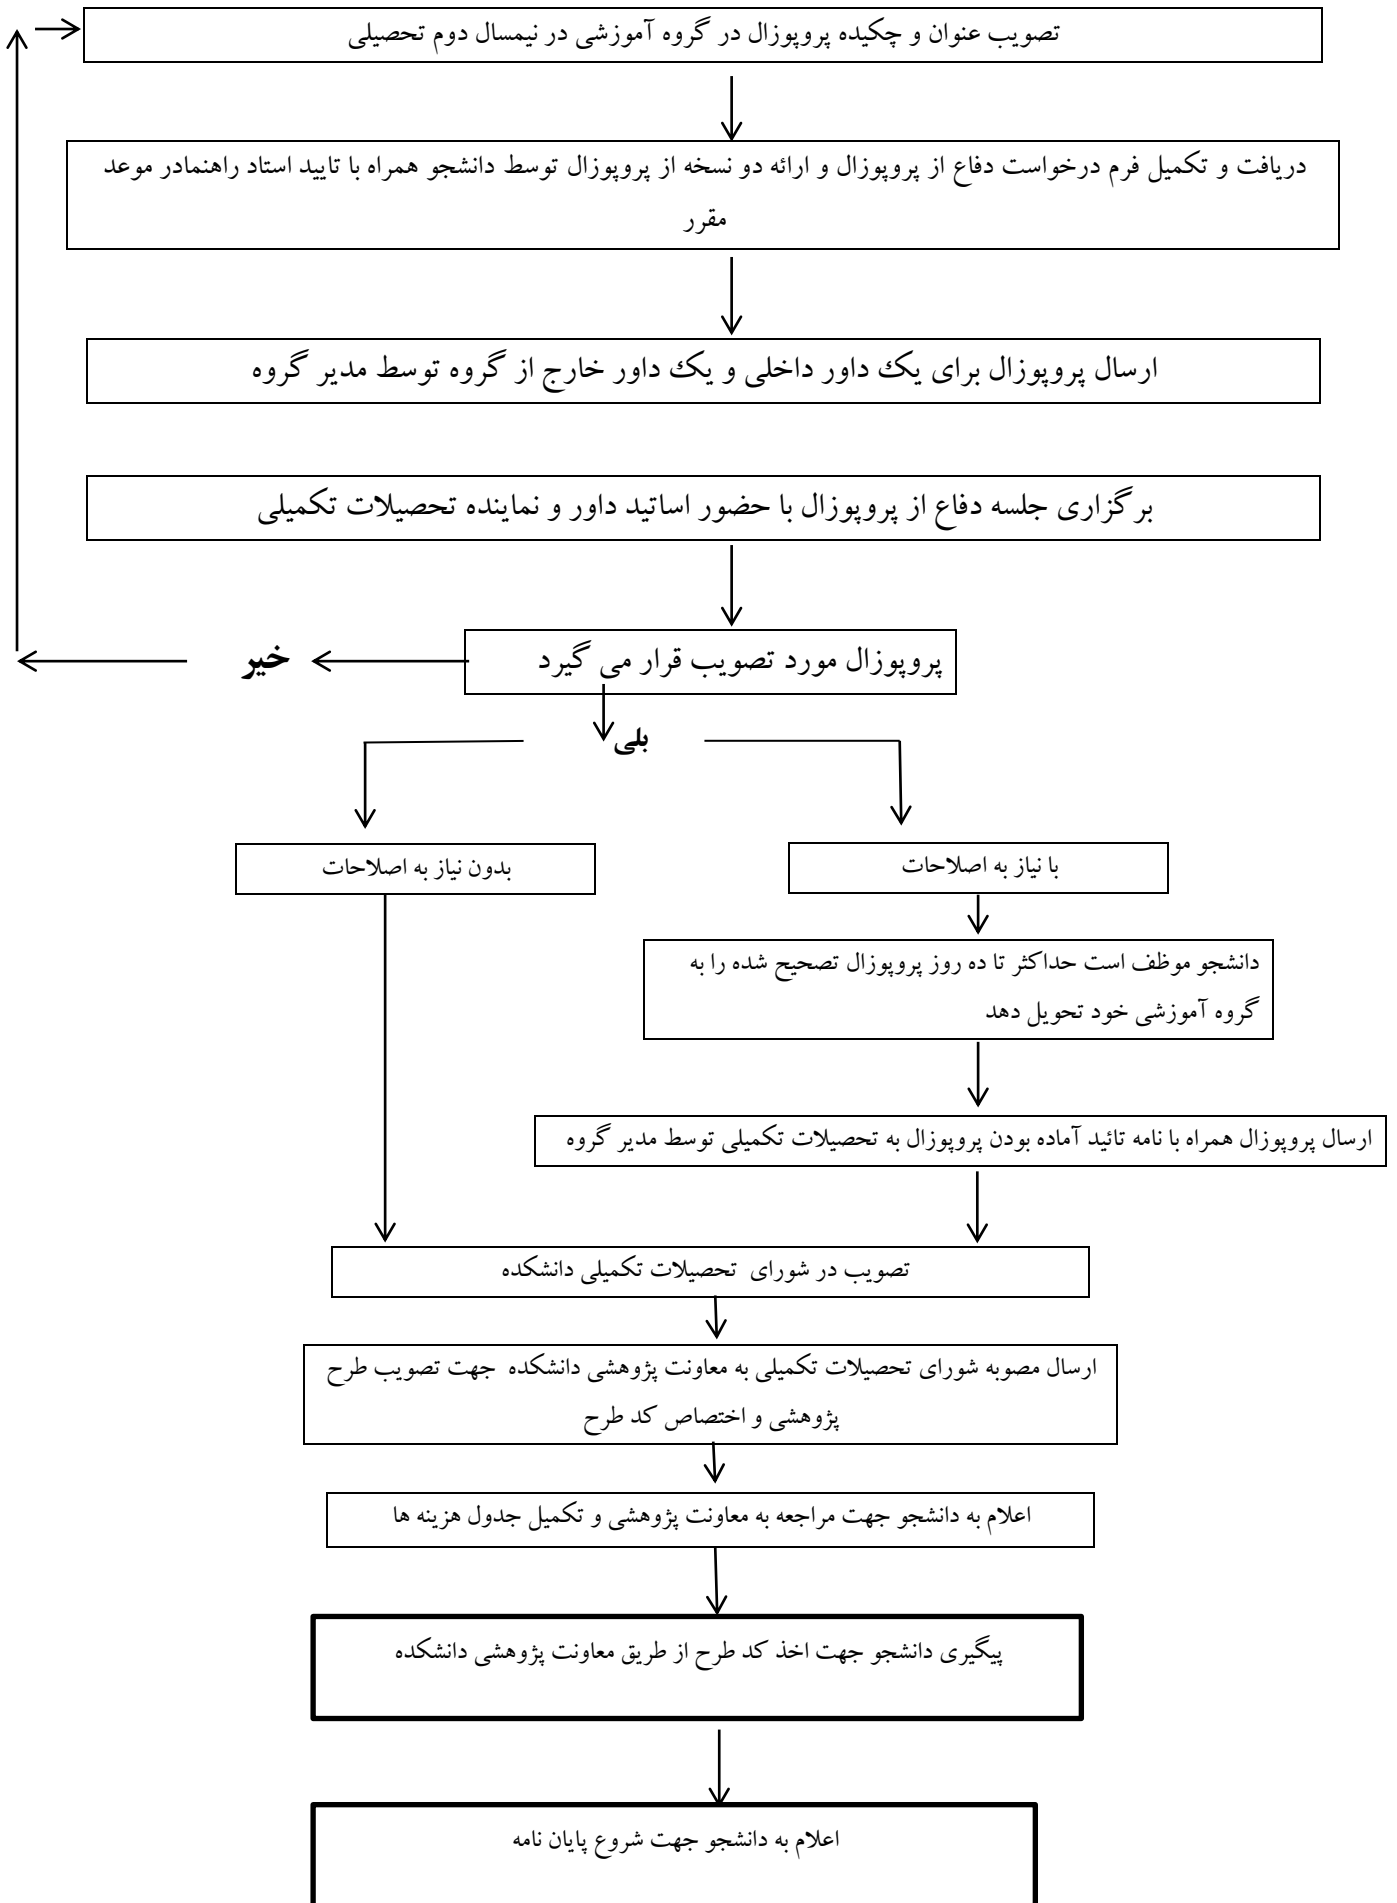 تصویب عنوان و چکیده پروپوزال در گروه آموزشی در نیمسال دوم تحصیلی
دریافت و تکمیل فرم درخواست دفاع از پروپوزال و ارائه دو نسخه از پروپوزال توسط دانشجو همراه با تایید استاد راهنمادر موعد
مقرر
ارسال پروپوزال برای یک داور داخلی و یک داور خارج از گروه توسط مدیر گروه
برگزاری جلسه دفاع از پروپوزال با حضور اساتید داور و نماینده تحصیلات تکمیلی
پروپوزال مورد تصویب قرار می گیرد
خیر
بلی
با نیاز به اصلاحات
بدون نیاز به اصلاحات
دانشجو موظف است حداکثر تا ده روز پروپوزال تصحیح شده را به
گروه آموزشی خود تحویل دهد
ارسال پروپوزال همراه با نامه تائید آماده بودن پروپوزال به تحصیلات تکمیلی توسط مدیر گروه
تصویب در شورای تحصیلات تکمیلی دانشکده
ارسال مصوبه شورای تحصیلات تکمیلی به معاونت پژوهشی دانشکده جهت تصویب طرح
پژوهشی و اختصاص کد طرح
اعلام به دانشجو جهت مراجعه به معاونت پژوهشی و تکمیل جدول هزینه ها
پیگیری دانشجو جهت اخذ کد طرح از طریق معاونت پژوهشی دانشکده
اعلام به دانشجو جهت شروع پایان نامه